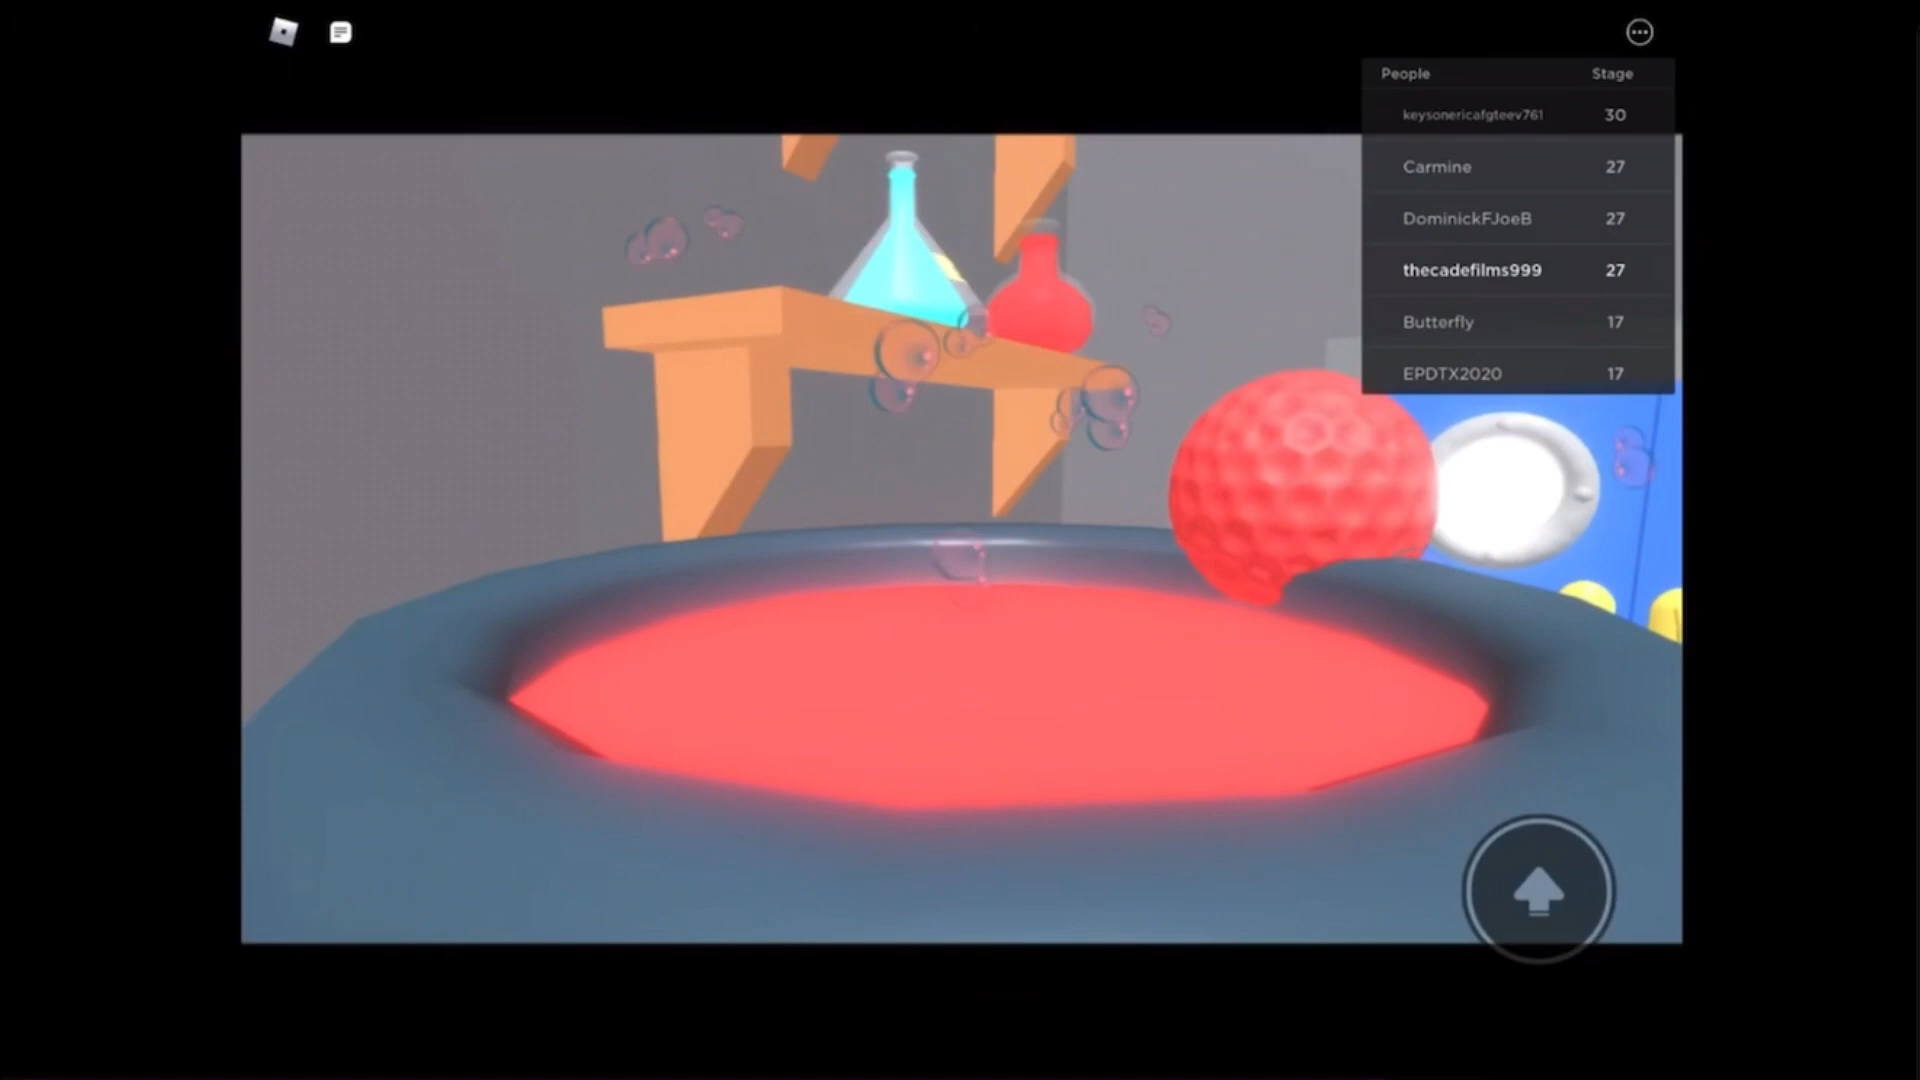 People Stage
keysonericafgteev761 30
Carmine 27
DominickFJoeB 27
thecadefilms999 27
Butterfly 17
EPDTX2020 17